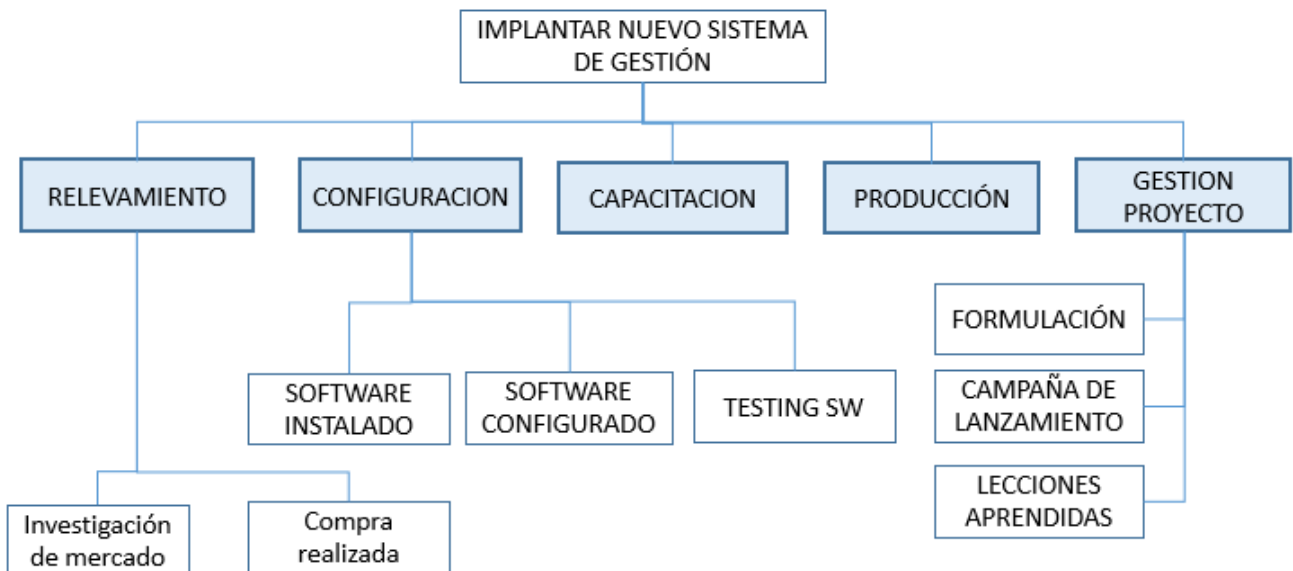 IMPLANTAR NUEVO SISTEMA
DE GESTIÓN
RELEVAMIENTO
CONFIGURACION
CAPACITACION
PRODUCCIÓN
GESTION
PROYECTO
FORMULACIÓN
SOFTWARE
INSTALADO
SOFTWARE
CONFIGURADO
TESTING SW
CAMPAÑA DE
LANZAMIENTO
LECCIONES
APRENDIDAS
Investigación
de mercado
Compra
realizada